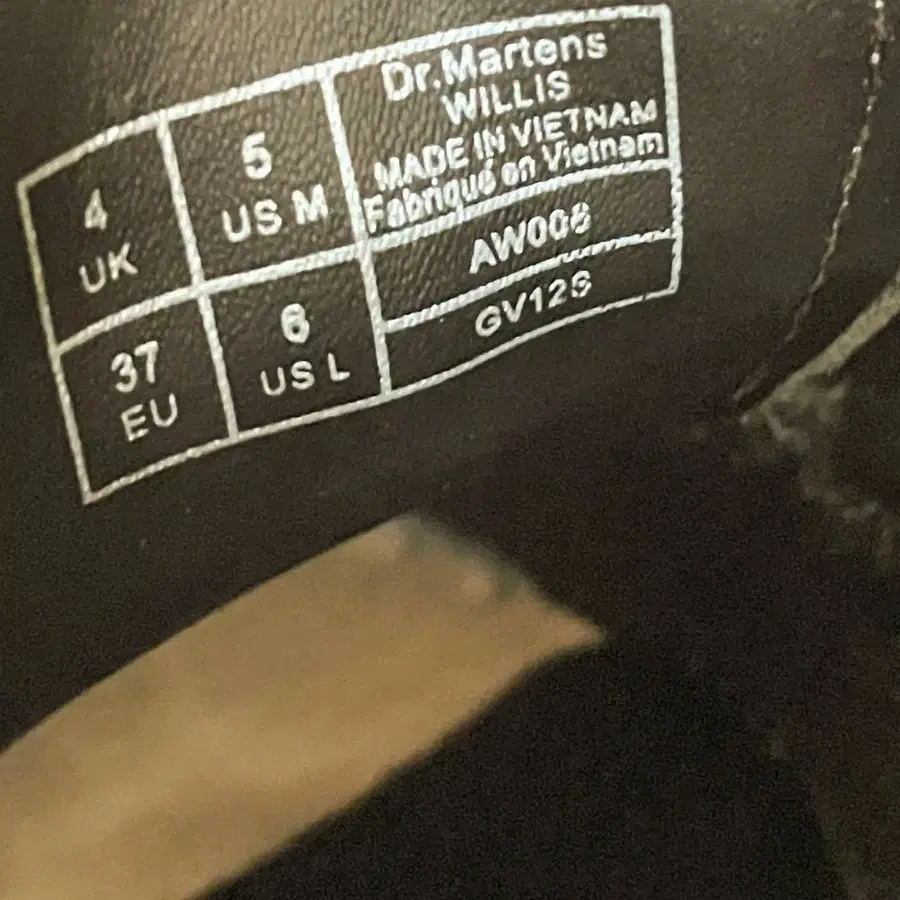 4
UK
5
US M
37
EU
6
US L
Dr.Martens
WILLIS
MADE IN VIETNAM
Fabriqué en Vietnam
AW006
GV12S